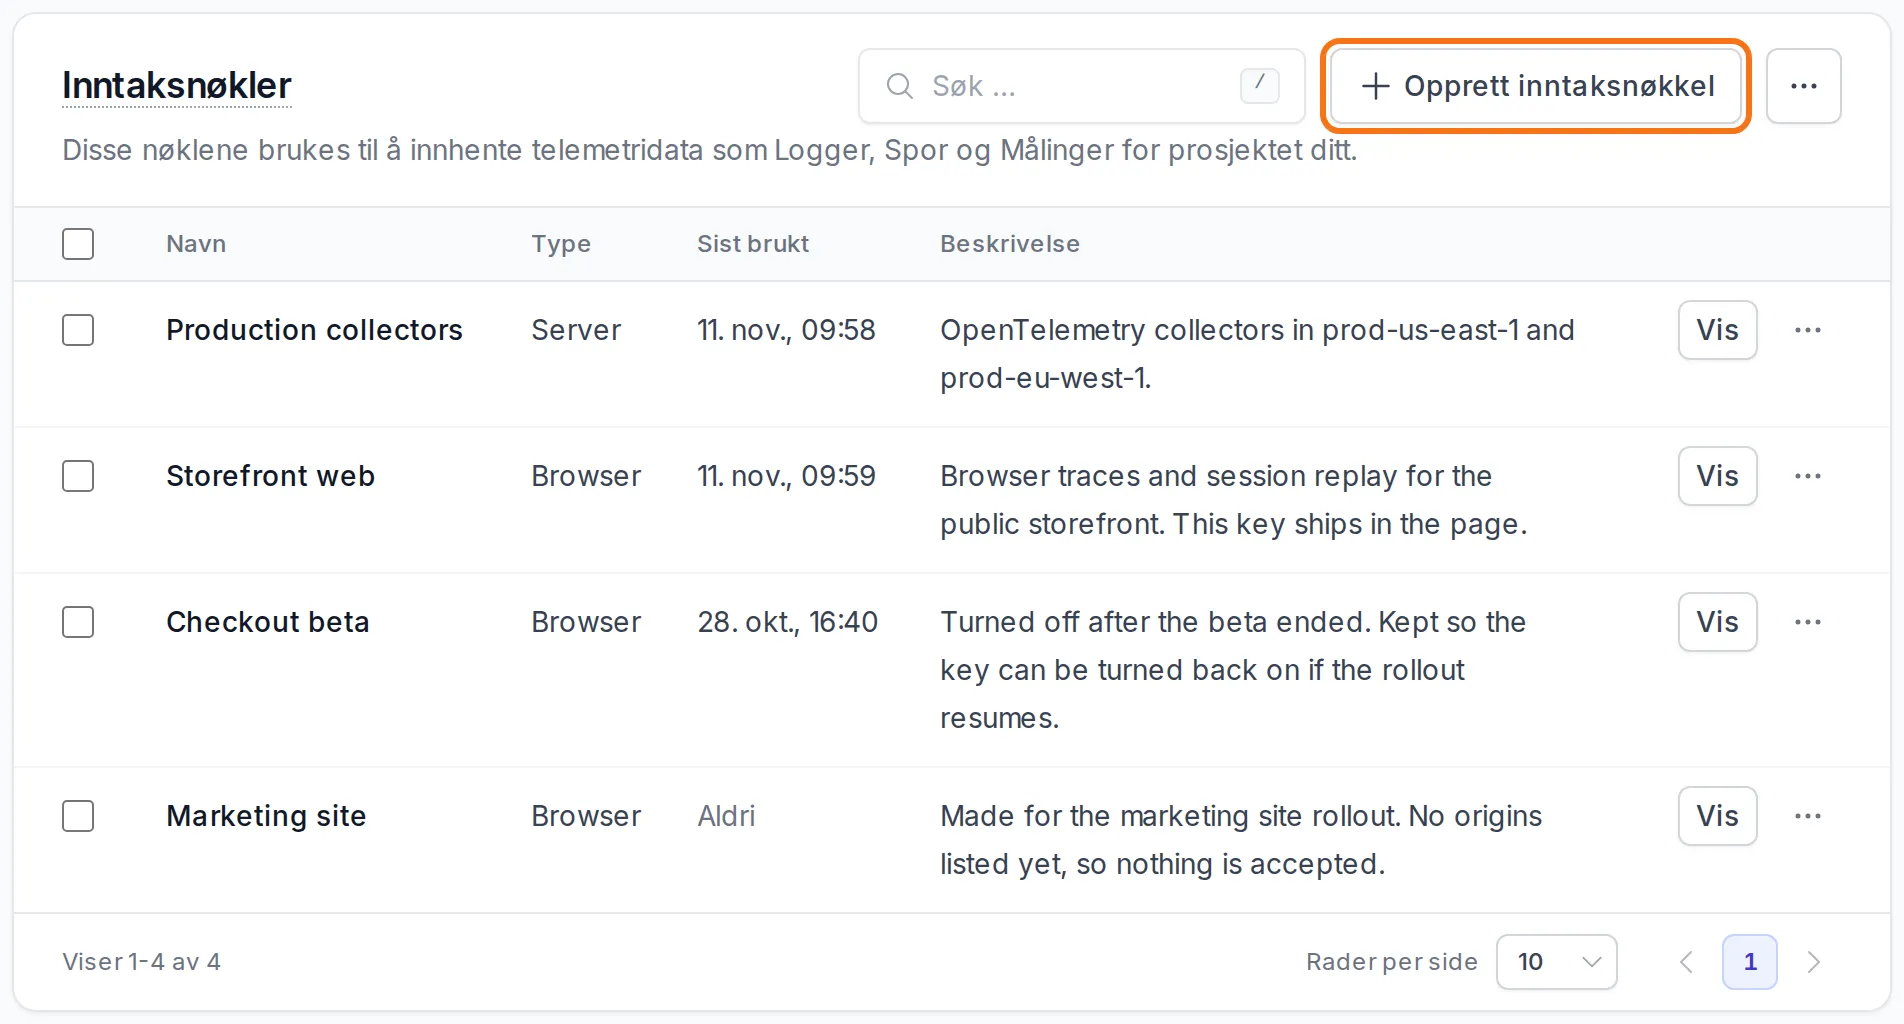 Inntaksnøkler
Søk ...
/
Opprett inntaksnøkkel
Disse nøklene brukes til å innhente telemetridata som Logger, Spor og Målinger for prosjektet ditt.
Navn Type Sist brukt Beskrivelse
Production collectors Server 11. nov., 09:58 OpenTelemetry collectors in prod-us-east-1 and Vis
prod-eu-west-1.
Storefront web Browser 11. nov., 09:59 Browser traces and session replay for the Vis
public storefront. This key ships in the page.
Checkout beta Browser 28. okt., 16:40 Turned off after the beta ended. Kept so the Vis
key can be turned back on if the rollout
resumes.
Marketing site Browser Aldri Made for the marketing site rollout. No origins Vis
listed yet, so nothing is accepted.
Viser 1-4 av 4 Rader per side 10 1